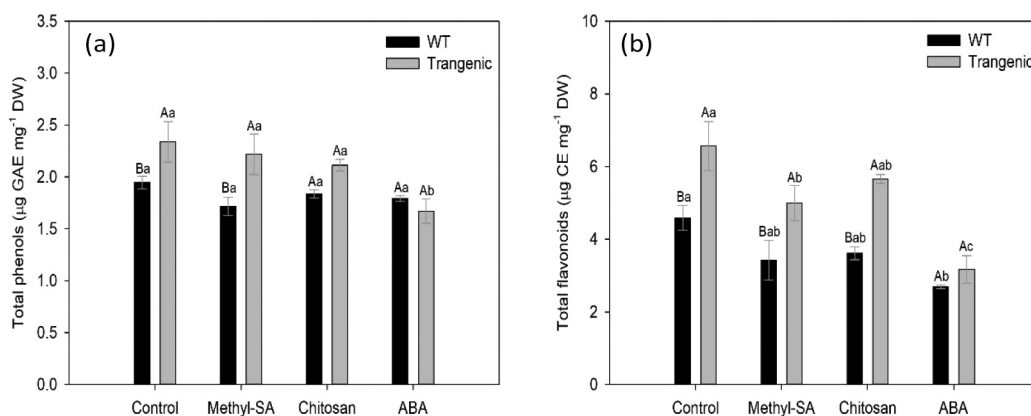 (a)
WT
Trangenic
Total phenols (µg GAE mg⁻¹ DW)
3.5
3.0
2.5
2.0
1.5
1.0
0.5
0.0
Ba
Aa
Ba
Aa
Aa
Aa
Aa
Ab
Control
Methyl-SA
Chitosan
ABA
(b)
WT
Trangenic
Total flavonoids (µg CE mg⁻¹ DW)
10
8
6
4
2
0
Ba
Aa
Bab
Ab
Bab
Aab
Ab
Ac
Control
Methyl-SA
Chitosan
ABA